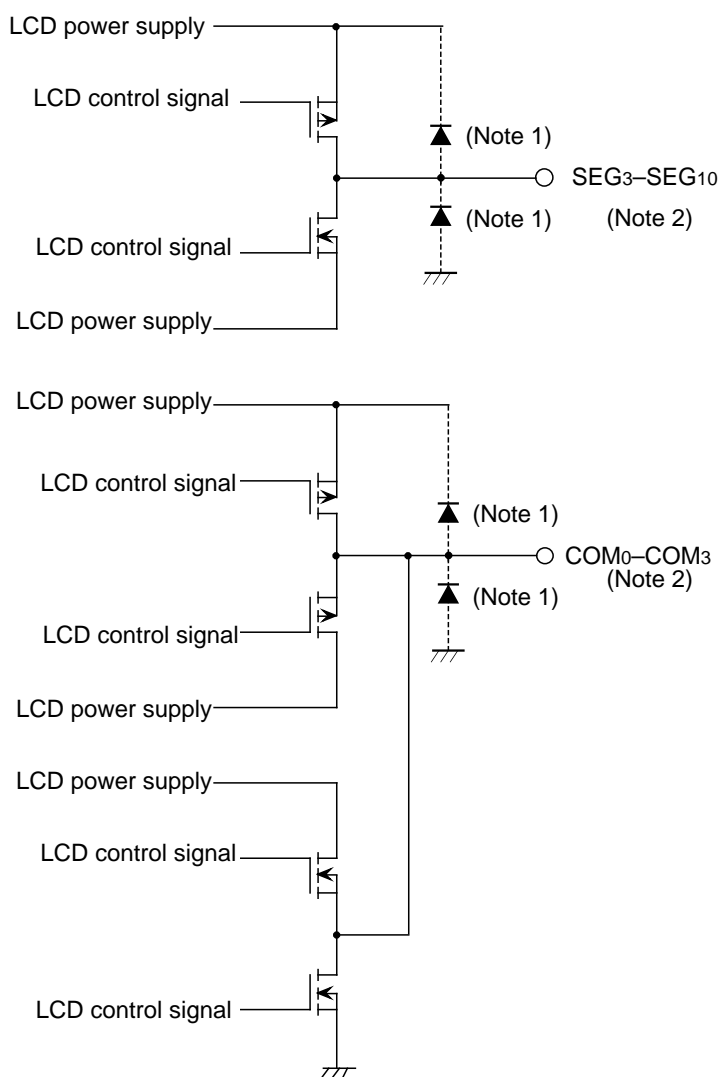 LCD power supply
LCD control signal
(Note 1)
SEG3–SEG10
(Note 1)
(Note 2)
LCD control signal
LCD power supply
LCD power supply
LCD control signal
(Note 1)
COM0–COM3
(Note 2)
(Note 1)
LCD control signal
LCD power supply
LCD power supply
LCD control signal
LCD control signal